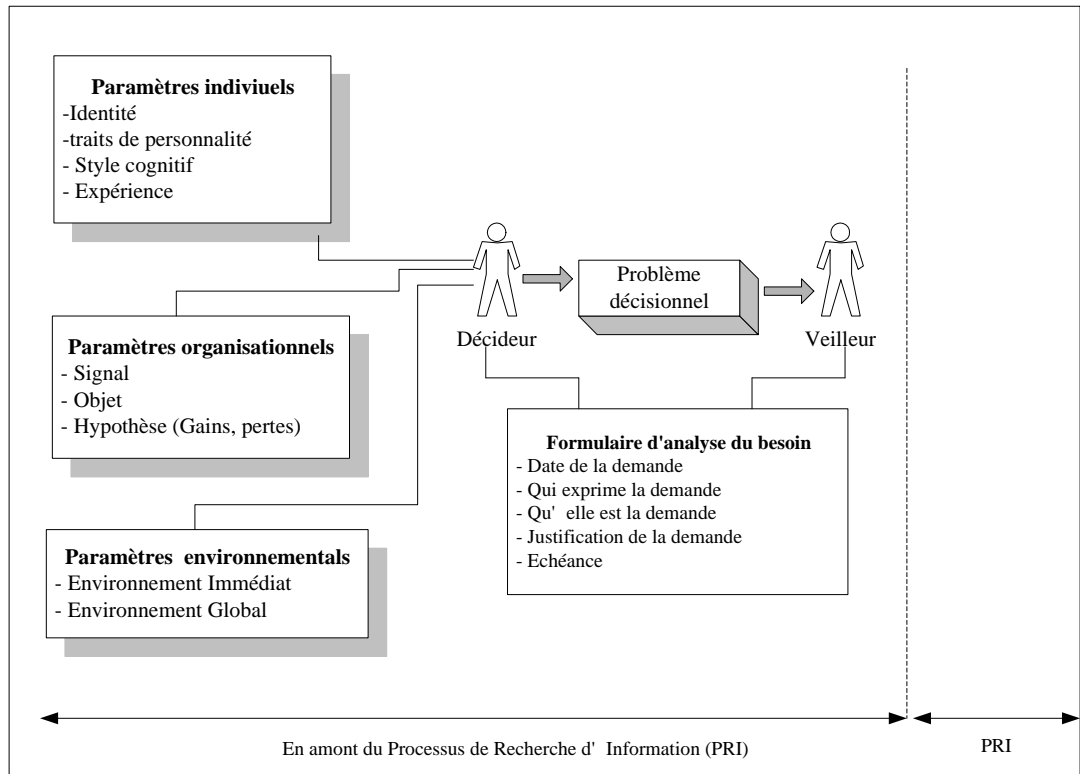 Paramètres indiviuels
-Identité
-traits de personnalité
- Style cognitif
- Expérience
Paramètres organisationnels
- Signal
- Objet
- Hypothèse (Gains, pertes)
Paramètres environnementals
- Environnement Immédiat
- Environnement Global
Décideur
Problème
décisionnel
Veilleur
Formulaire d'analyse du besoin
- Date de la demande
- Qui exprime la demande
- Qu' elle est la demande
- Justification de la demande
- Echéance
En amont du Processus de Recherche d' Information (PRI)
PRI